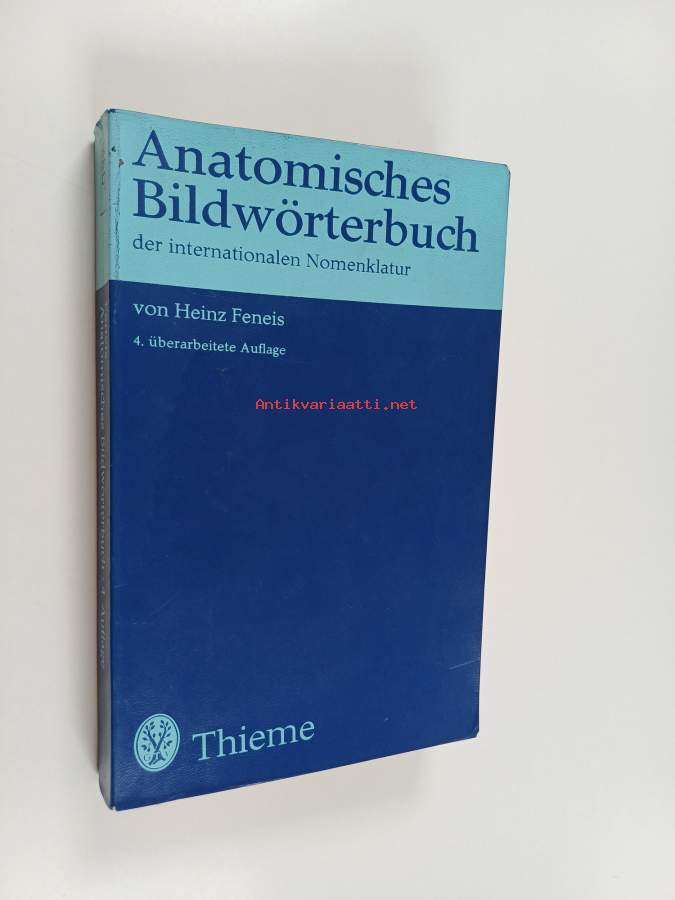 Anatomisches
Bildwörterbuch
der internationalen Nomenklatur
von Heinz Feneis
4. überarbeitete Auflage
Antikvariaatti.net
Thieme
Anatomisches Bildwörterbuch · 4. Auflage